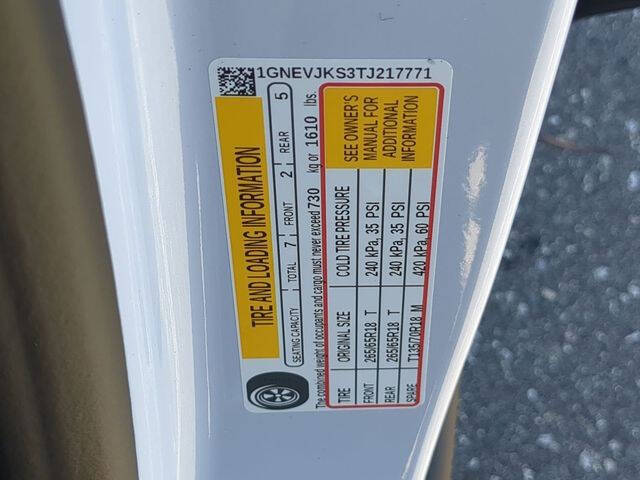 1GNEVJKS3TJ217771
TIRE AND LOADING INFORMATION
SEATING CAPACITY TOTAL 7 FRONT 2 REAR 5
The combined weight of occupants and cargo must never exceed 730 kg or 1610 lbs.
TIRE ORIGINAL SIZE COLD TIRE PRESSURE SEE OWNER'S
FRONT 265/65R18 T 240 kPa, 35 PSI MANUAL FOR
REAR 265/65R18 T 240 kPa, 35 PSI ADDITIONAL
SPARE T135/70R18 M 420 kPa, 60 PSI INFORMATION